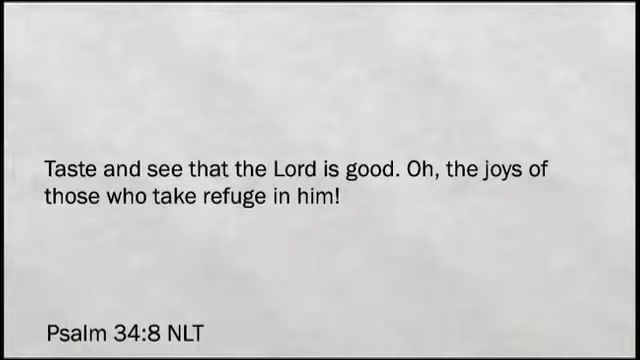 Taste and see that the Lord is good. Oh, the joys of
those who take refuge in him!
Psalm 34:8 NLT